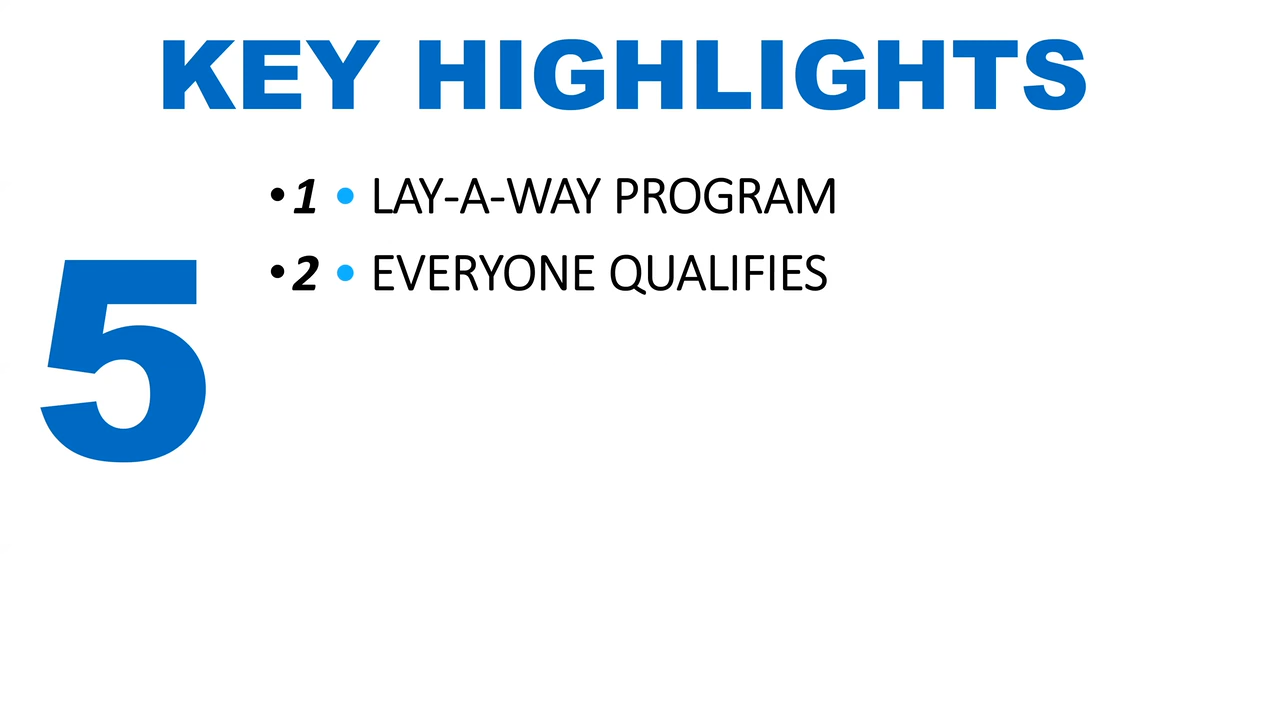 KEY HIGHLIGHTS
5
•1 • LAY-A-WAY PROGRAM
•2 • EVERYONE QUALIFIES